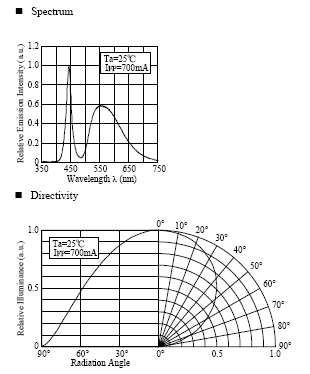 ■ Spectrum
Relative Emission Intensity (a.u.)
1.2
1.0
0.8
0.6
0.4
0.2
0
Ta=25℃
IFP=700mA
350 450 550 650 750
Wavelength λ (nm)
■ Directivity
Relative Illuminance (a.u.)
1.0
0.5
0
Ta=25℃
IFP=700mA
0° 10° 20° 30° 40° 50° 60° 70° 80° 90°
90° 60° 30° 0° 0.5 1.0
Radiation Angle